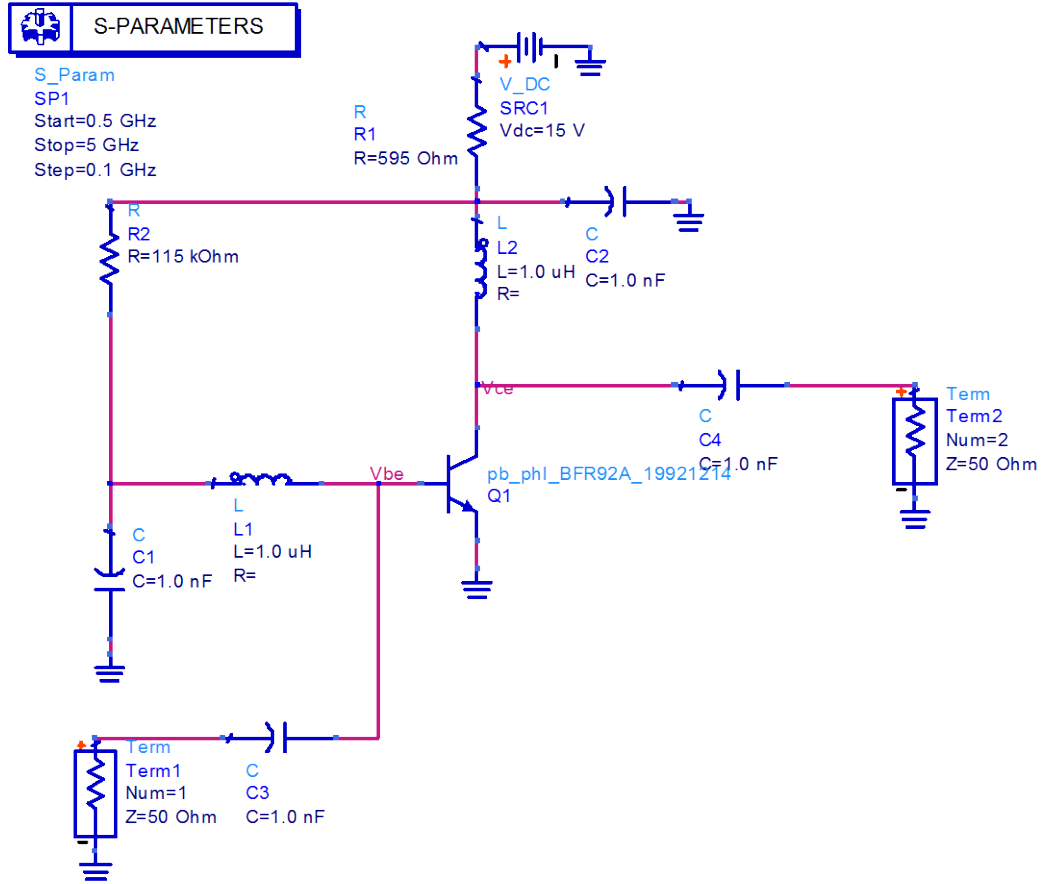 S-PARAMETERS
S_Param
SP1
Start=0.5 GHz
Stop=5 GHz
Step=0.1 GHz
+
-
V_DC
SRC1
Vdc=15 V
R
R1
R=595 Ohm
R
R2
R=115 kOhm
L
L2
L=1.0 uH
R=
C
C2
C=1.0 nF
Vce
C
C4
C=1.0 nF
+
Term
Term2
Num=2
Z=50 Ohm
-
Vbe
pb_phl_BFR92A_19921214
Q1
L
L1
L=1.0 uH
R=
C
C1
C=1.0 nF
+
Term
Term1
Num=1
Z=50 Ohm
-
C
C3
C=1.0 nF